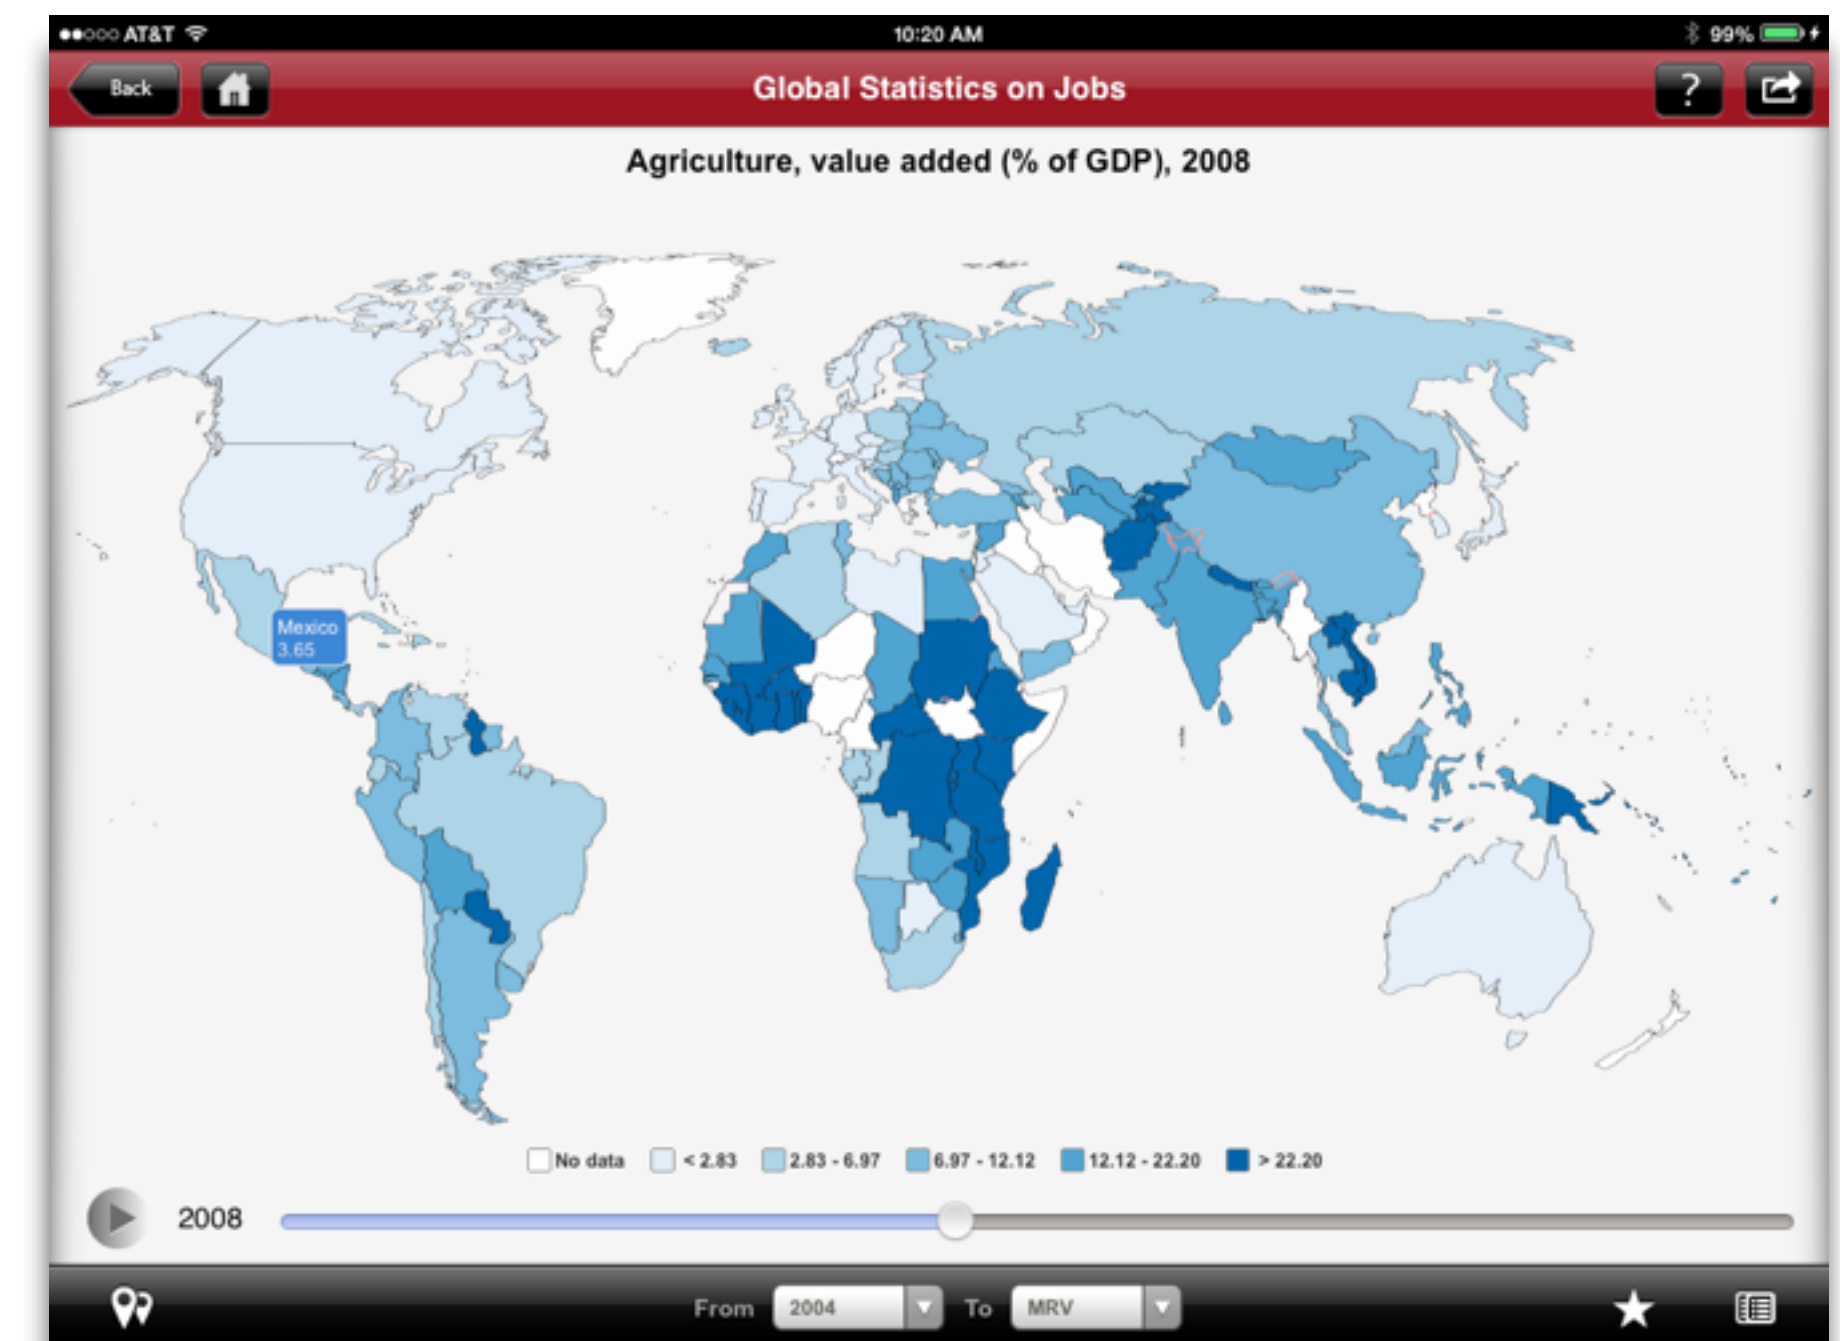 AT&T 10:20 AM 99%
Back Global Statistics on Jobs ?
Agriculture, value added (% of GDP), 2008
Mexico
3.65
No data < 2.83 2.83 - 6.97 6.97 - 12.12 12.12 - 22.20 > 22.20
2008
From 2004 To MRV